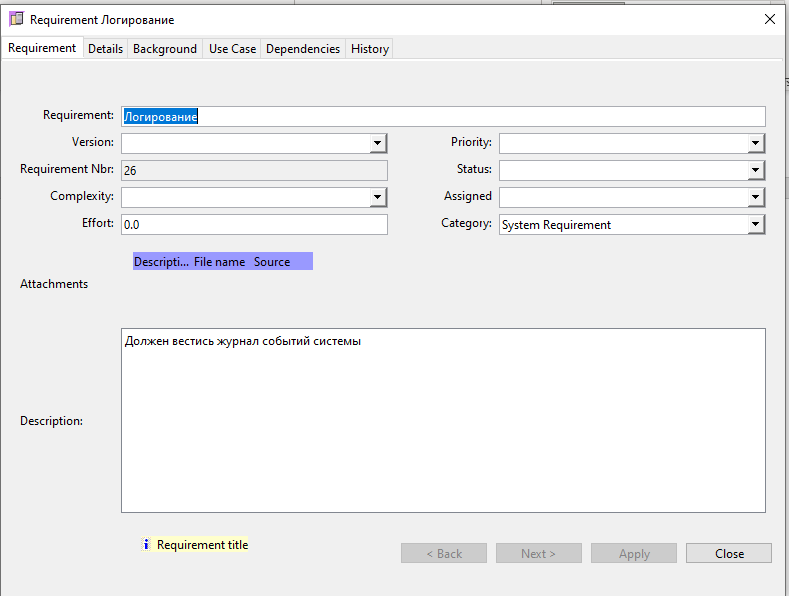 Requirement Логирование
Requirement Details Background Use Case Dependencies History
Requirement: Логирование
Version: Priority:
Requirement Nbr: 26 Status:
Complexity: Assigned
Effort: 0.0 Category: System Requirement
Descripti... File name Source
Attachments
Должен вестись журнал событий системы
Description:
Requirement title
< Back Next > Apply Close